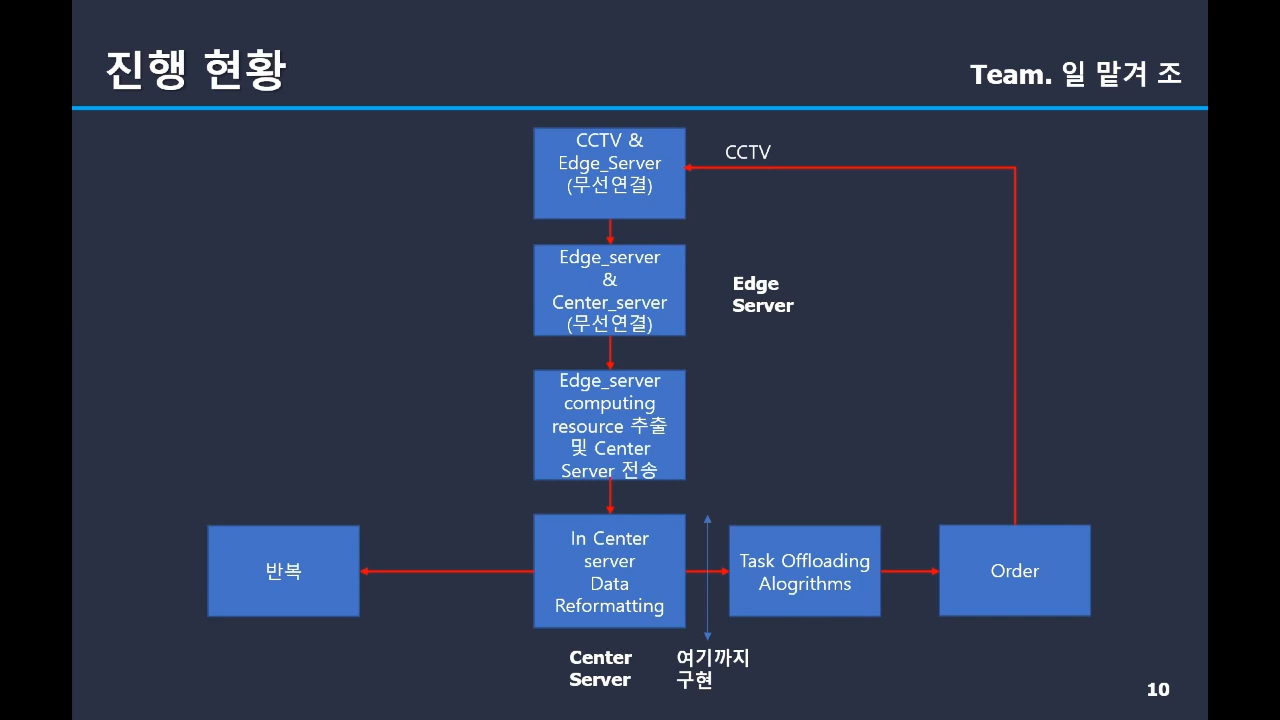 진행 현황
Team. 일 맡겨 조
CCTV &
Edge_Server
(무선연결)
CCTV
Edge_server
&
Center_server
(무선연결)
Edge
Server
Edge_server
computing
resource 추출
및 Center
Server 전송
반복
In Center
server
Data
Reformatting
Task Offloading
Alogrithms
Order
Center
Server
여기까지
구현
10